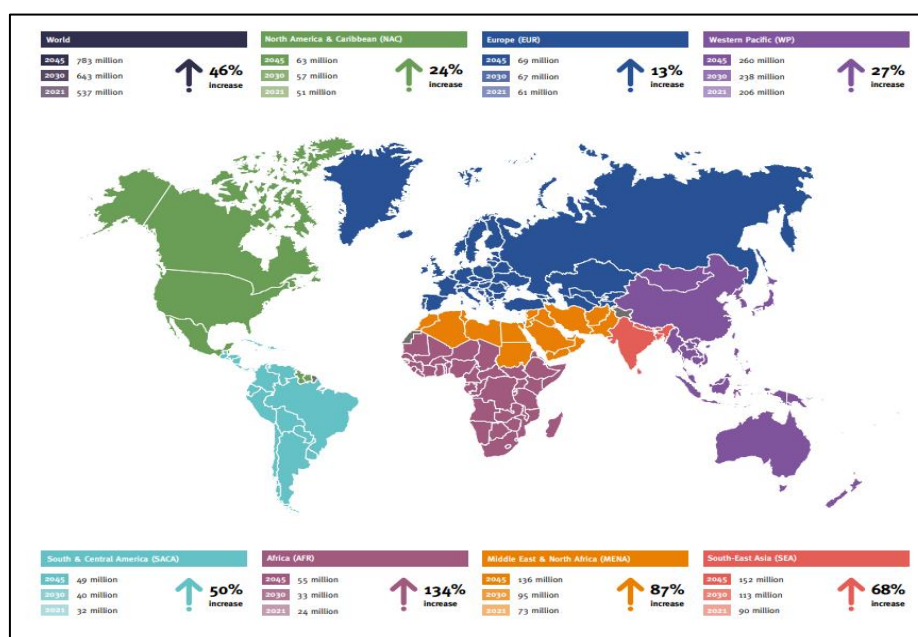 World
2045 783 million
2030 643 million
2021 537 million
46%
increase
North America & Caribbean (NAC)
2045 63 million
2030 57 million
2021 51 million
24%
increase
Europe (EUR)
2045 69 million
2030 67 million
2021 61 million
13%
increase
Western Pacific (WP)
2045 260 million
2030 238 million
2021 206 million
27%
increase
South & Central America (SACA)
2045 49 million
2030 40 million
2021 32 million
50%
increase
Africa (AFR)
2045 55 million
2030 33 million
2021 24 million
134%
increase
Middle East & North Africa (MENA)
2045 136 million
2030 95 million
2021 73 million
87%
increase
South-East Asia (SEA)
2045 152 million
2030 113 million
2021 90 million
68%
increase